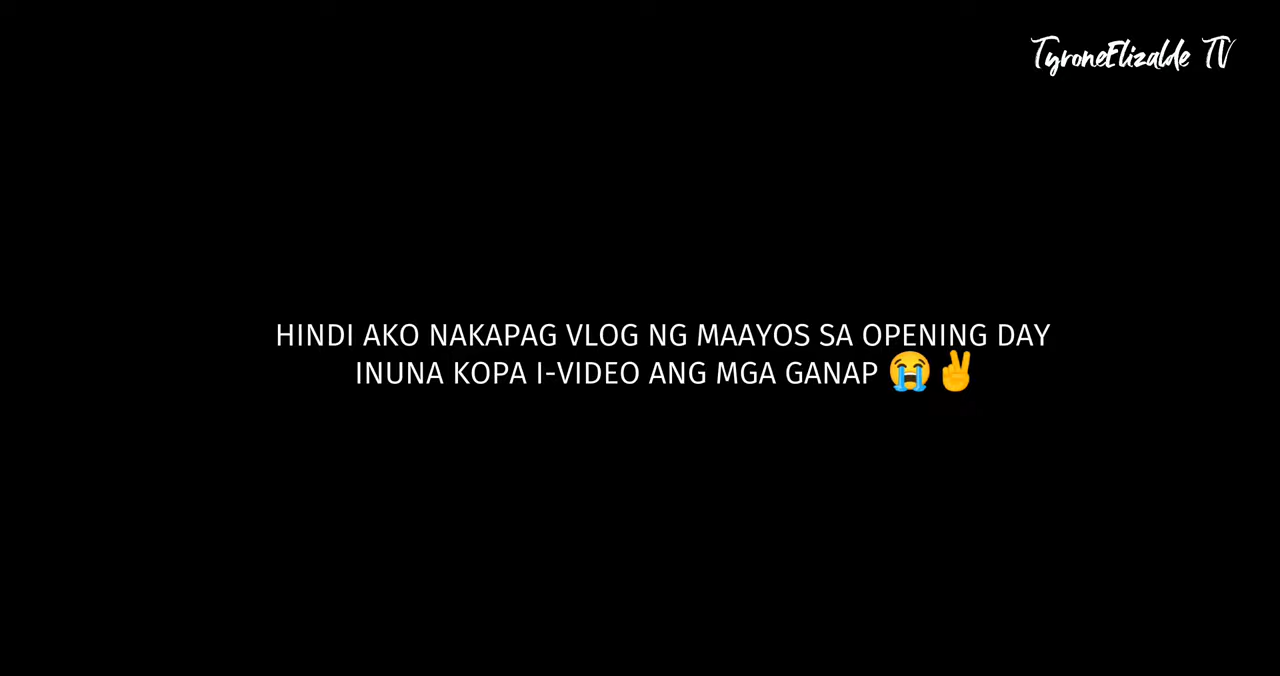 TyroneElizalde TV
HINDI AKO NAKAPAG VLOG NG MAAYOS SA OPENING DAY
INUNA KOPA I-VIDEO ANG MGA GANAP 😭✌